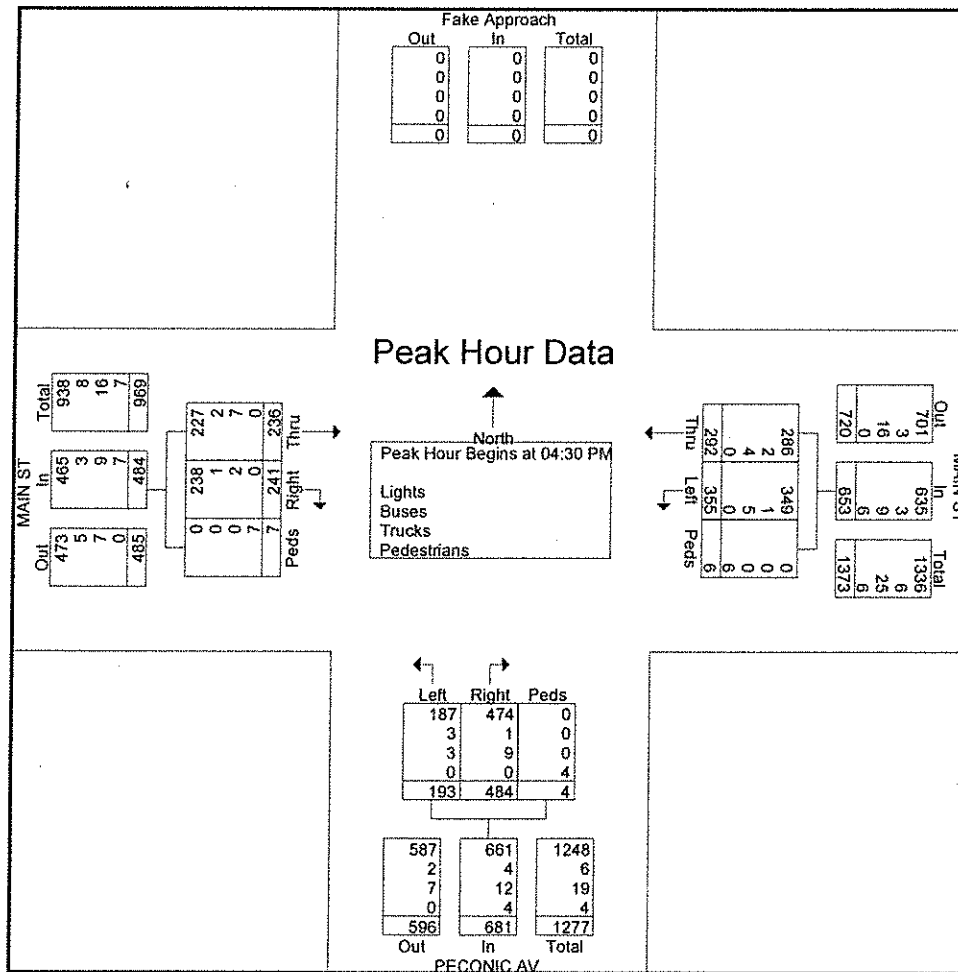 Fake Approach
Out In Total
0 0 0
0 0 0
0 0 0
0 0 0
0 0 0
Peak Hour Data
North
Peak Hour Begins at 04:30 PM
Lights
Buses
Trucks
Pedestrians
MAIN ST
Out In Total
473 465 938
5 3 8
7 9 16
0 7 7
485 484 969
Peds Right Thru
0 238 227
0 1 2
0 2 7
7 0 0
7 241 236
MAIN ST
Out In Total
701 635 1336
3 3 6
16 9 25
0 6 6
720 653 1373
Thru Left Peds
286 349 0
2 1 0
4 5 0
0 0 6
292 355 6
Left Right Peds
187 474 0
3 1 0
3 9 0
0 0 4
193 484 4
587 661 1248
2 4 6
7 12 19
0 4 4
596 681 1277
Out In Total
PECONIC AV